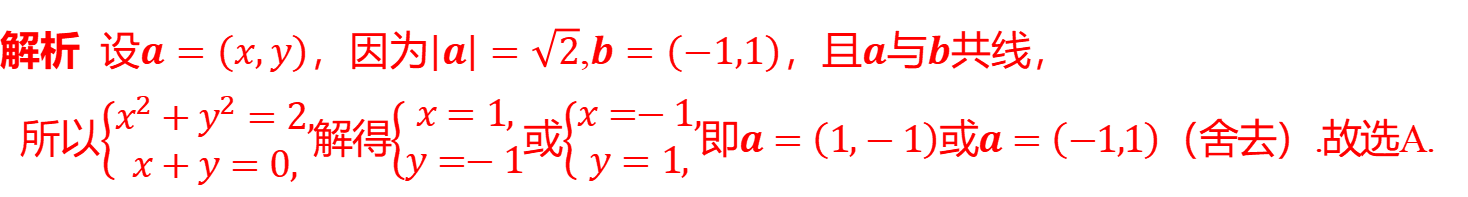 解析 设a = (x, y)，因为|a| = √2,b = (−1,1)，且a与b共线，
所以{x² + y² = 2, x + y = 0, 解得{x = 1, y =− 1或{x =− 1, y = 1, 即a = (1, − 1)或a = (−1,1)（舍去）.故选A.